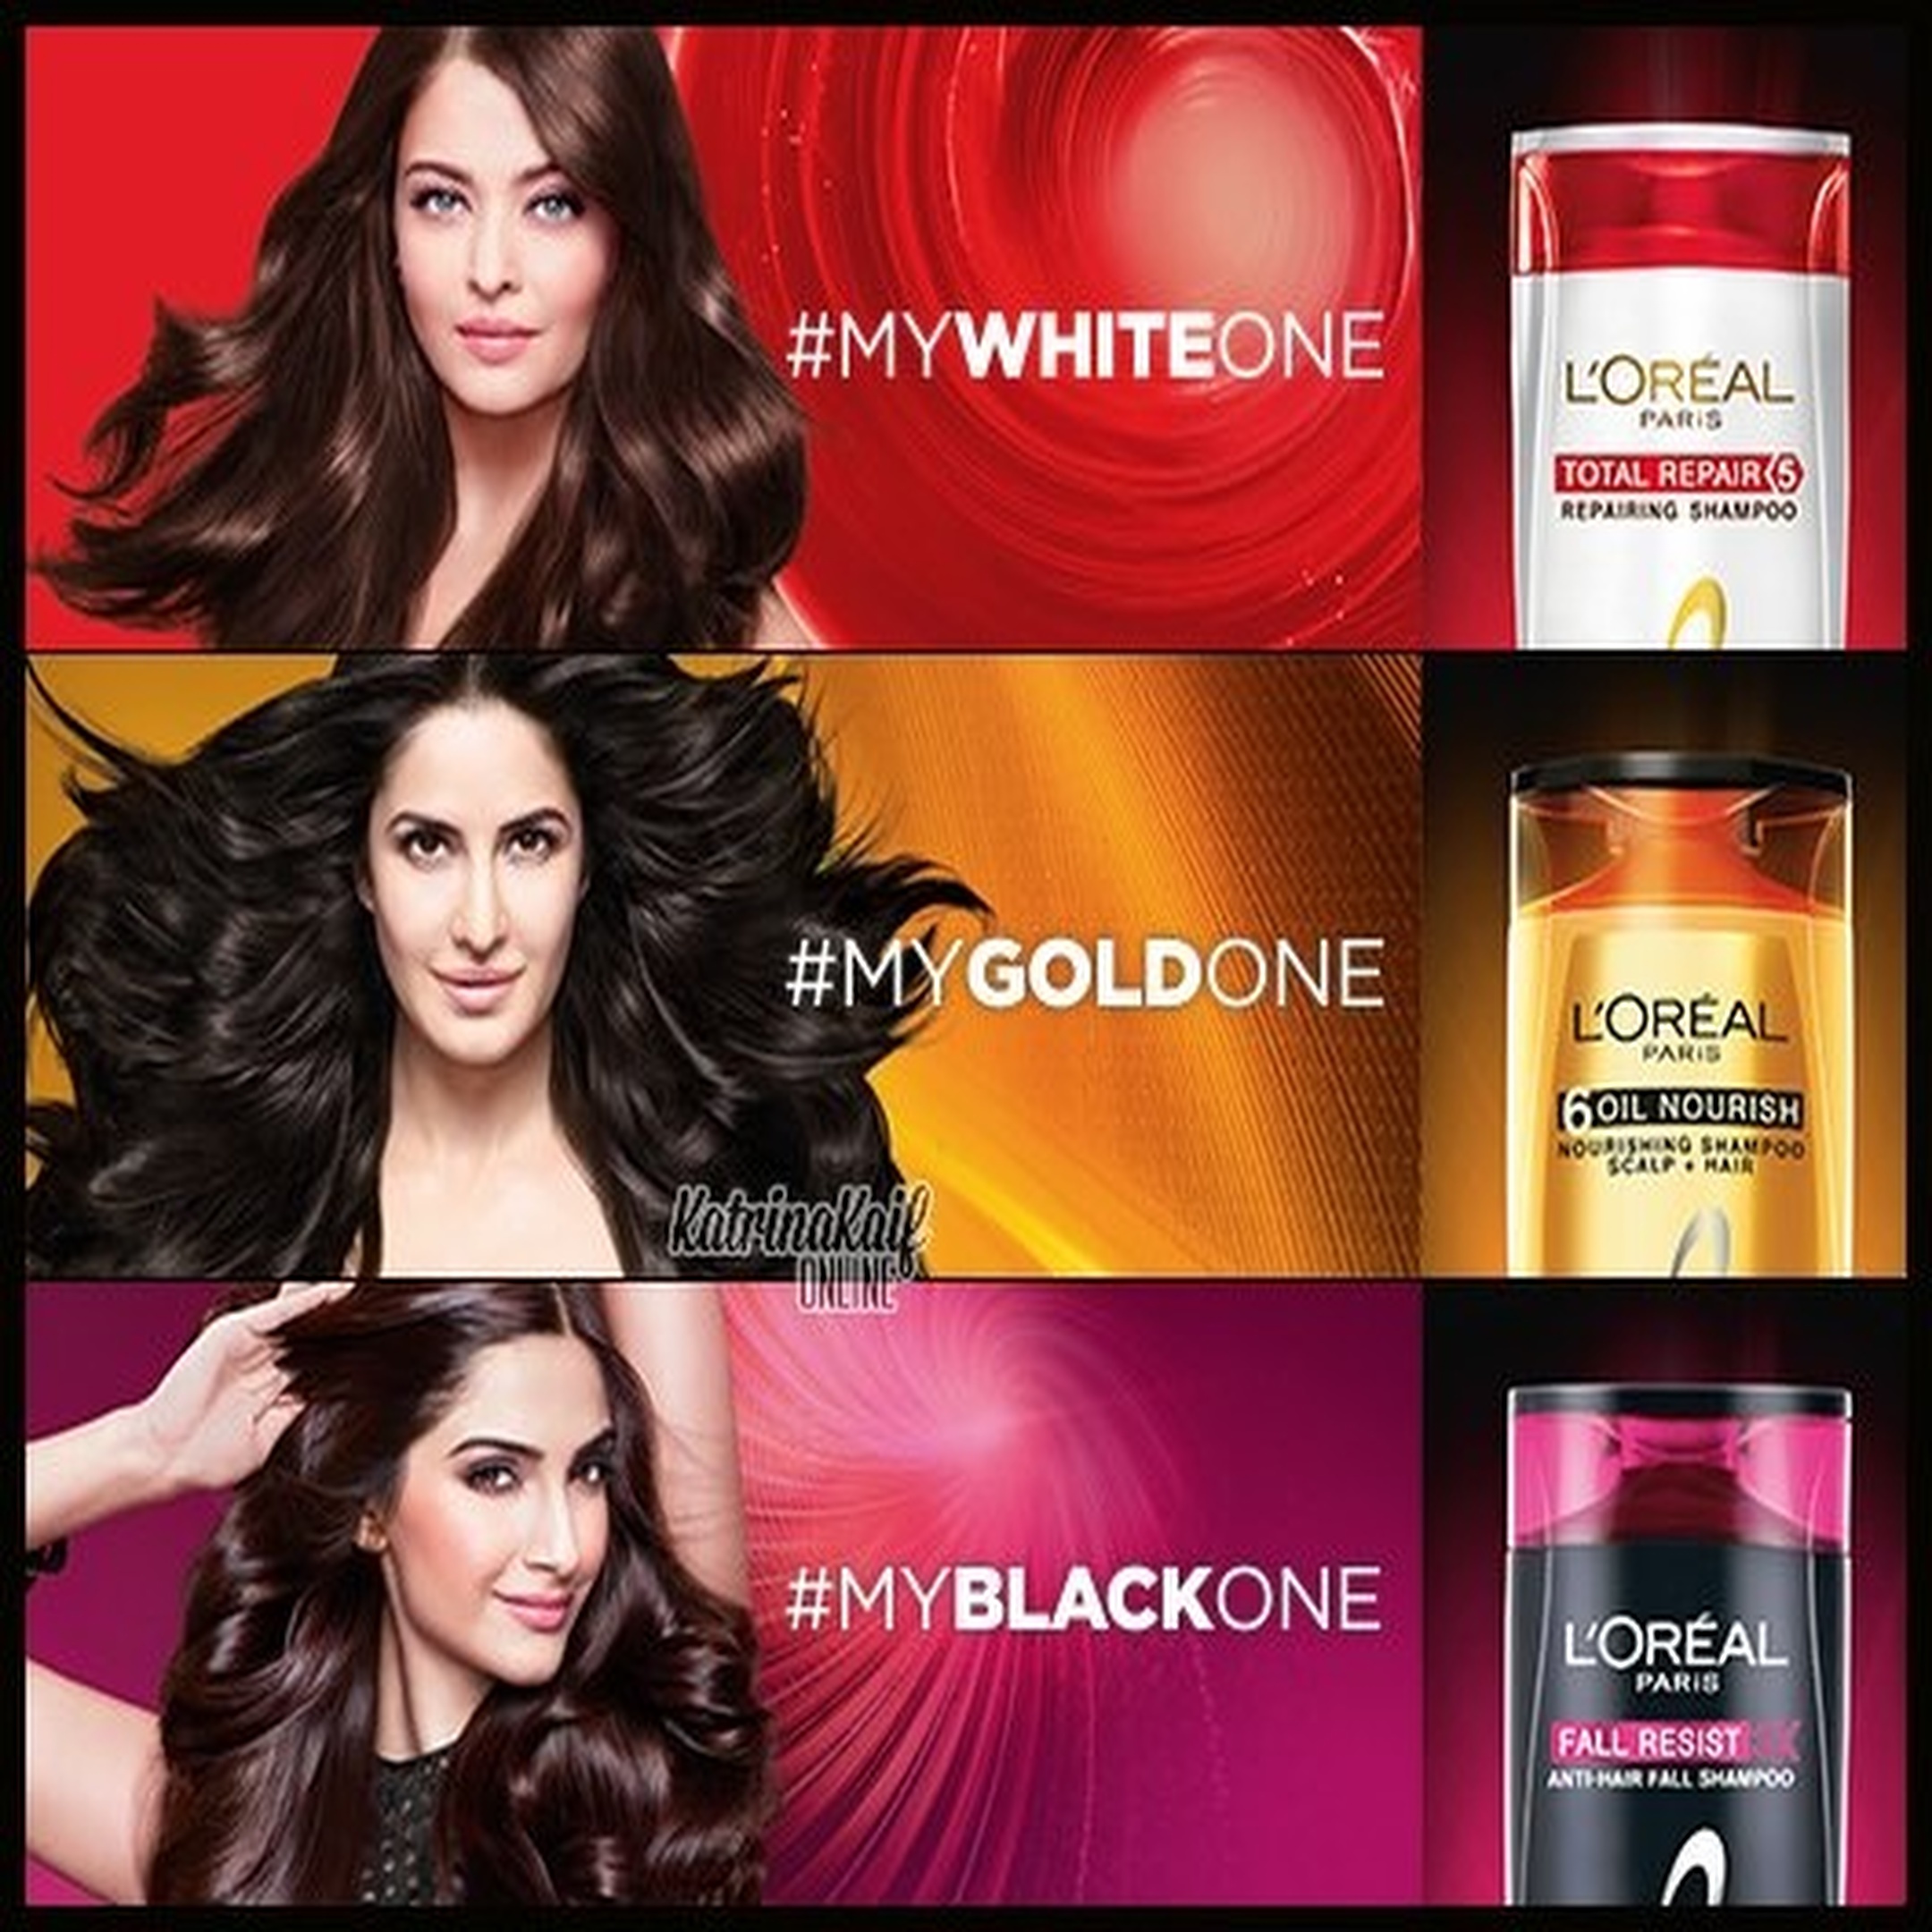 #MYWHITEONE
L'ORÉAL
PARiS
TOTAL REPAIR 5
REPAIRING SHAMPOO
#MYGOLDONE
L'ORÉAL
PARiS
6 OIL NOURISH
NOURISHING SHAMPOO
SCALP + HAIR
KatrinaKaif
ONLINE
#MYBLACKONE
L'ORÉAL
PARiS
FALL RESIST
ANTI-HAIR FALL SHAMPOO